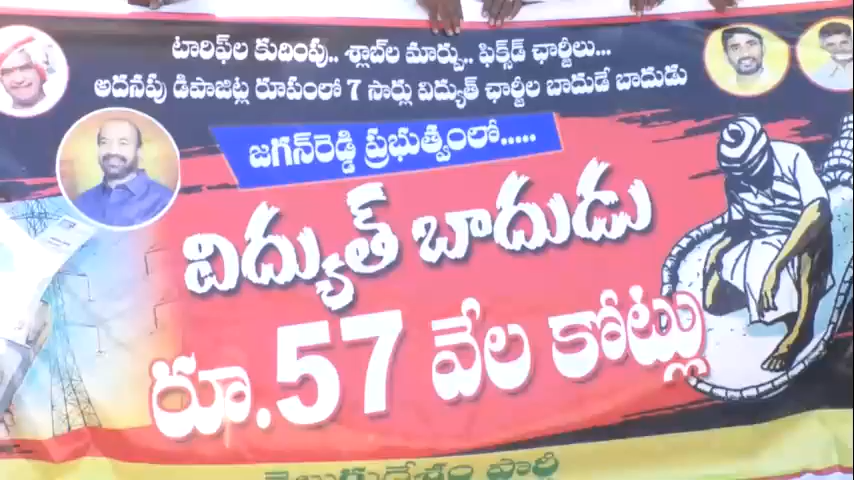 టారిఫ్‌ల కుదింపు.. శ్లాబ్‌ల మార్పు.. ఫిక్స్‌డ్ ఛార్జీలు...
అదనపు డిపాజిట్ల రూపంలో 7 సార్లు విద్యుత్ ఛార్జీల బాదుడే బాదుడు
జగన్‌రెడ్డి ప్రభుత్వంలో.....
విద్యుత్ బాదుడు
రూ.57 వేల కోట్లు
తెలుగుదేశం పార్టీ